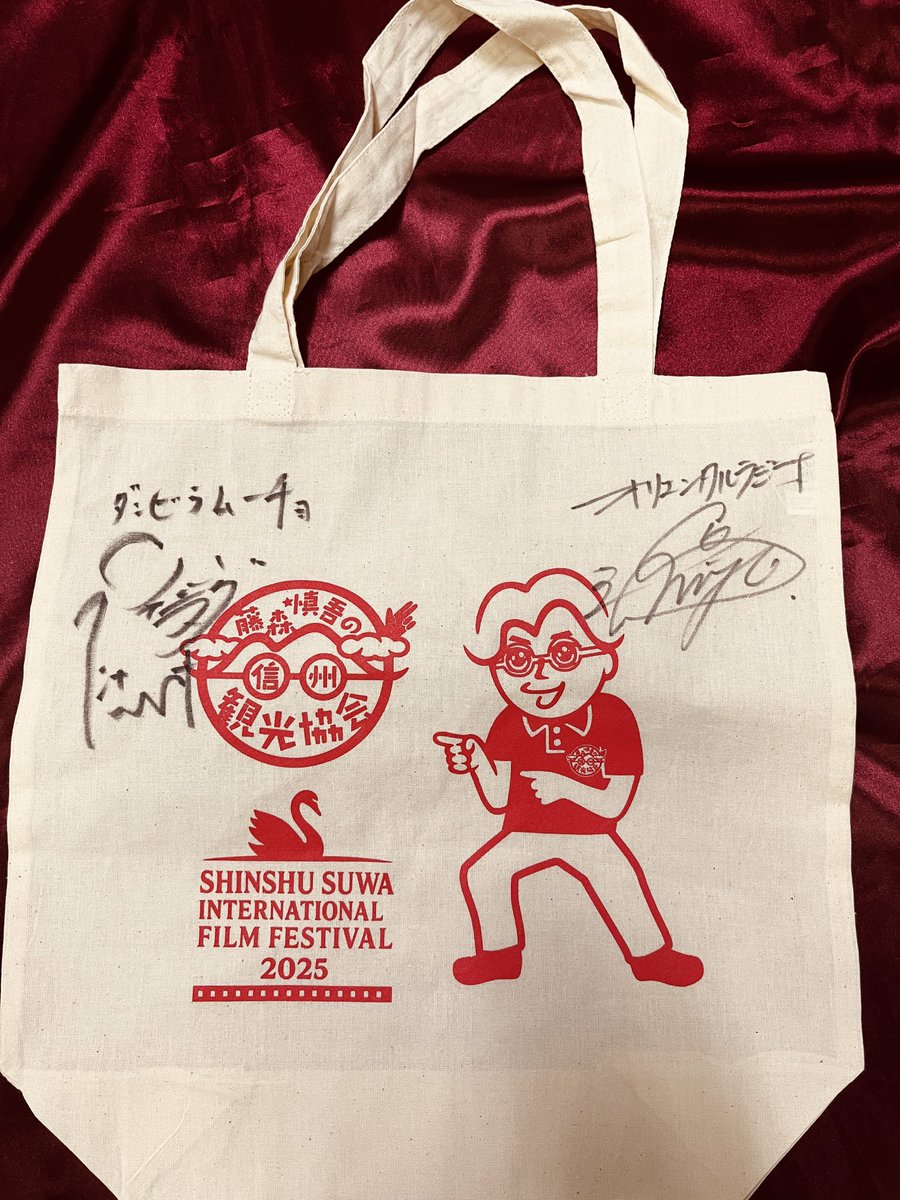 ダンビラムーチョ
オリエンタルラジオ
藤森慎吾の
信州
観光協会
SHINSHU SUWA
INTERNATIONAL
FILM FESTIVAL
2025